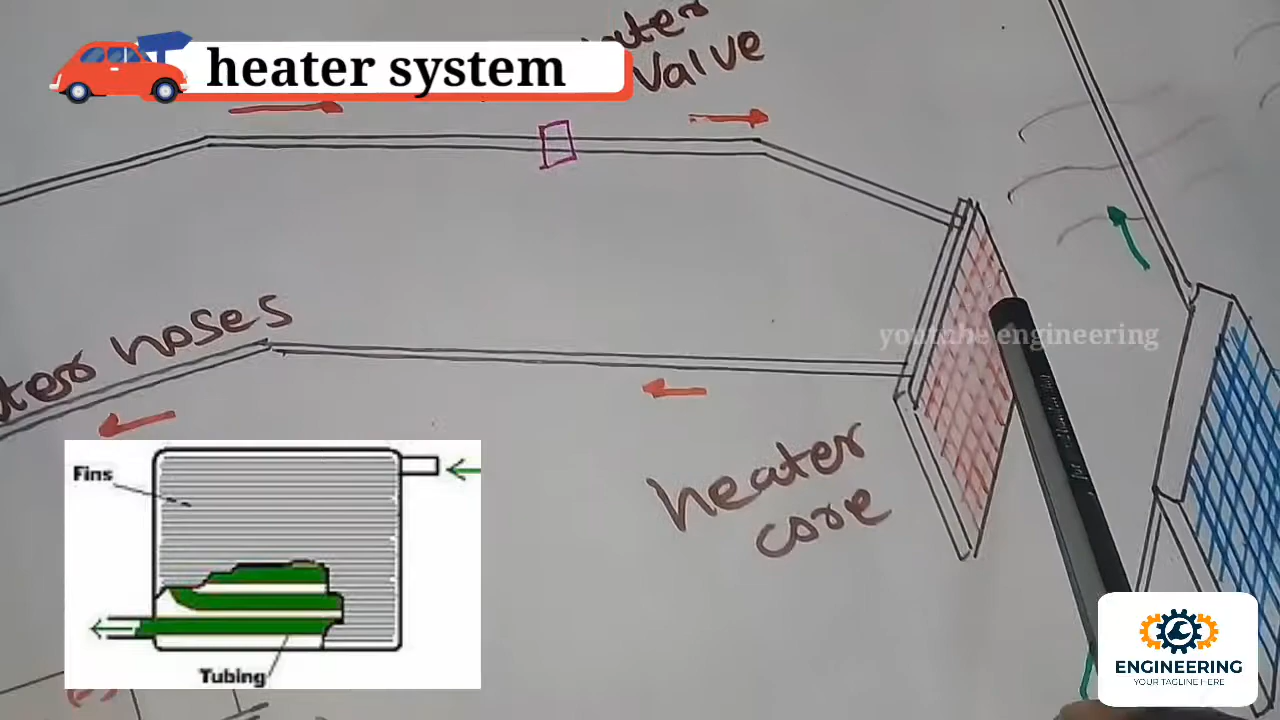 heater system
Valve
hoses
youtube engineering
heater
core
Fins
Tubing
ENGINEERING
YOUR TAGLINE HERE